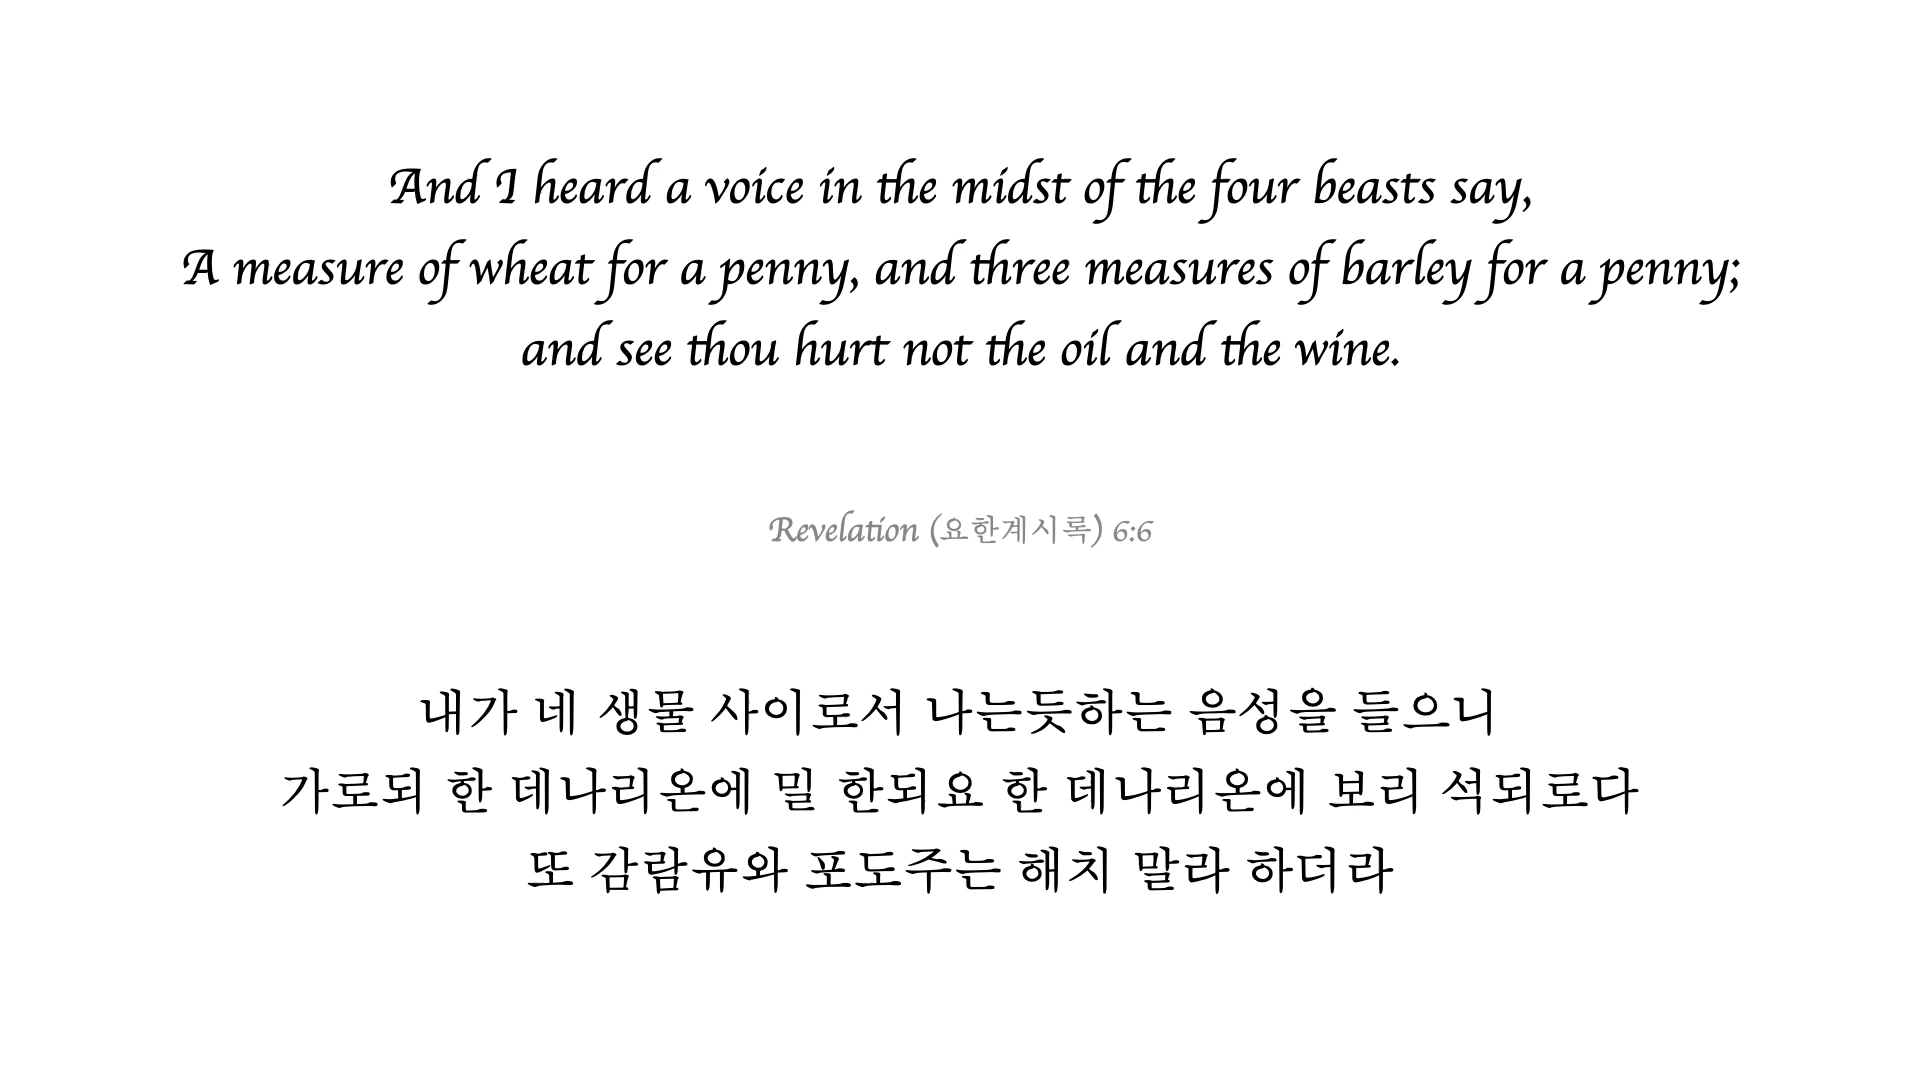 And I heard a voice in the midst of the four beasts say,
A measure of wheat for a penny, and three measures of barley for a penny;
and see thou hurt not the oil and the wine.
Revelation (요한계시록) 6:6
내가 네 생물 사이로서 나는듯하는 음성을 들으니
가로되 한 데나리온에 밀 한되요 한 데나리온에 보리 석되로다
또 감람유와 포도주는 해치 말라 하더라